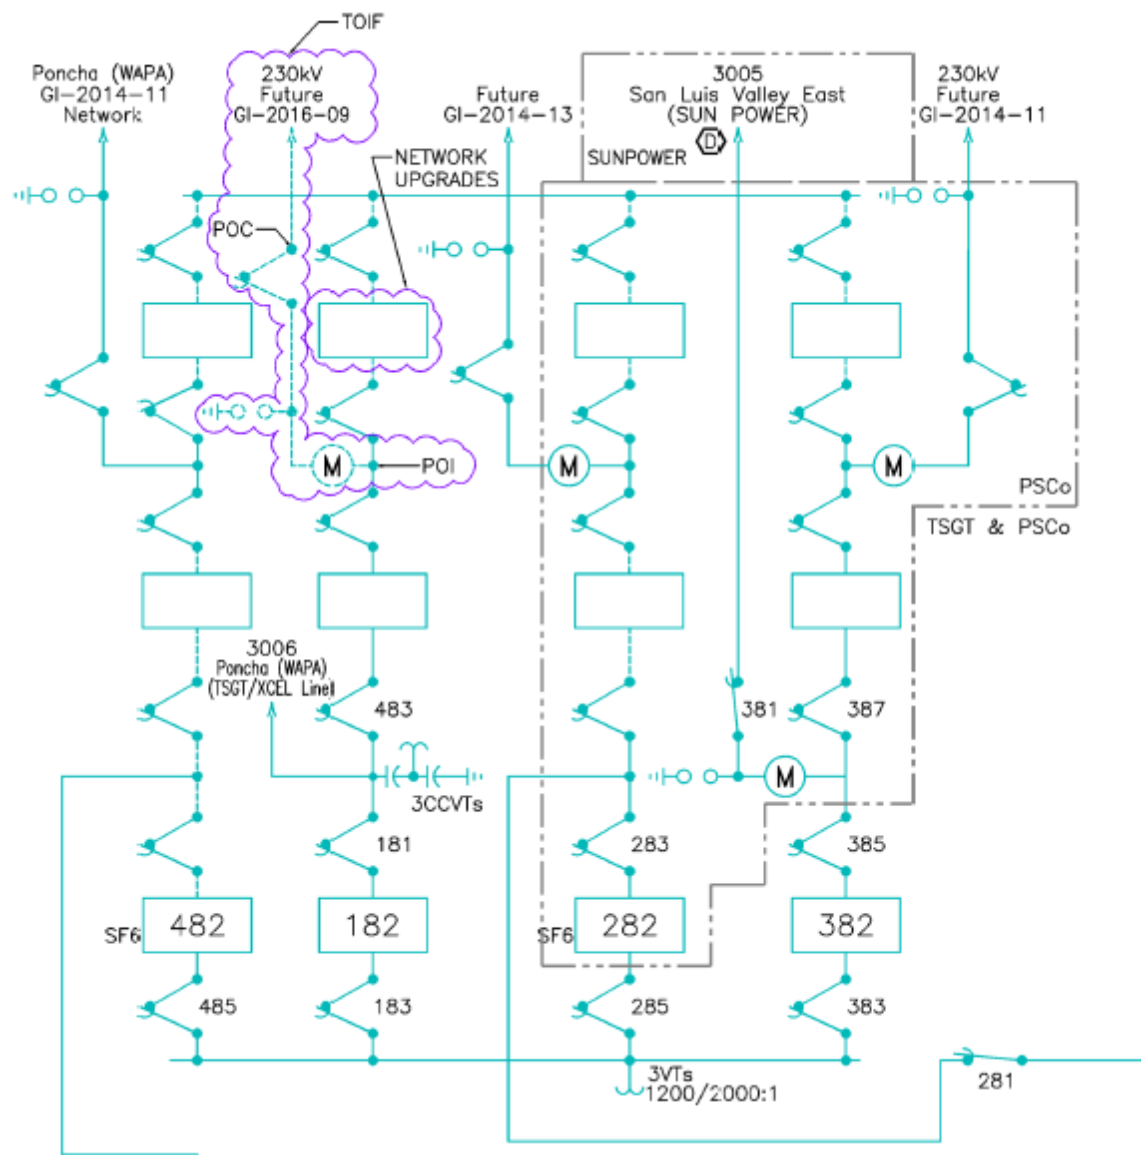 TOIF
Poncha (WAPA)
GI-2014-11
Network
230kV
Future
GI-2016-09
Future
GI-2014-13
3005
San Luis Valley East
(SUN POWER)
D
230kV
Future
GI-2014-11
NETWORK
UPGRADES
SUNPOWER
POC
M
POI
M
M
PSCo
TSGT & PSCo
3006
Poncha (WAPA)
(TSGT/XCEL Line)
483
381
387
M
3CCVTs
181
283
385
SF6
482
182
SF6
282
382
485
183
285
383
3VTs
1200/2000:1
281